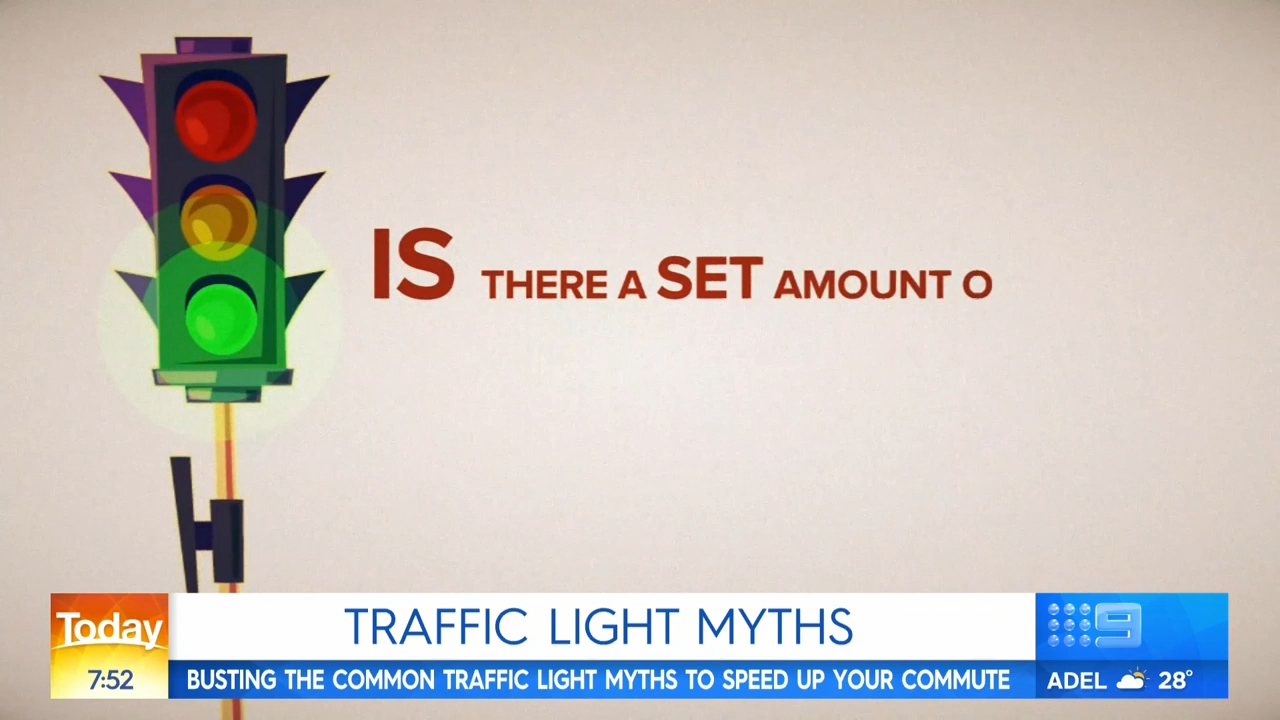 IS THERE A SET AMOUNT O
Today
7:52
TRAFFIC LIGHT MYTHS
BUSTING THE COMMON TRAFFIC LIGHT MYTHS TO SPEED UP YOUR COMMUTE
9
ADEL 28°